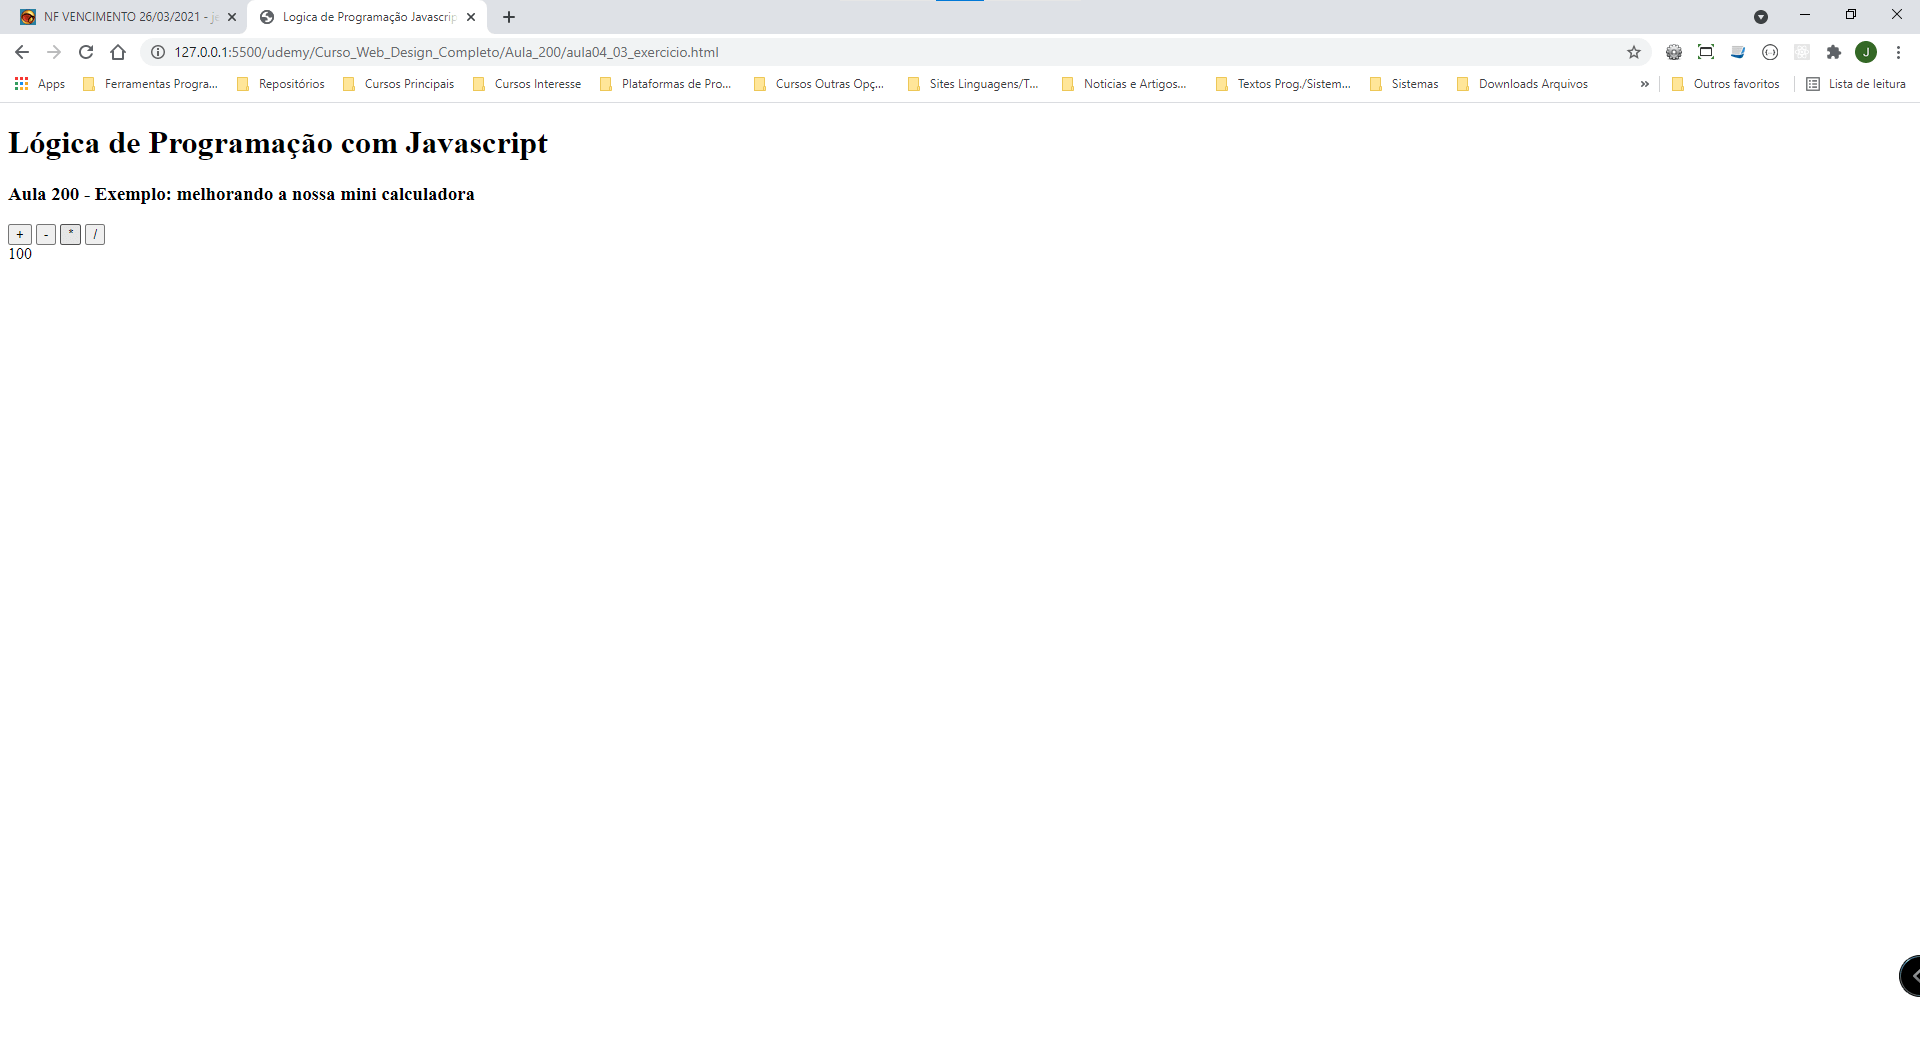 NF VENCIMENTO 26/03/2021 - je
Logica de Programação Javascrip
127.0.0.1:5500/udemy/Curso_Web_Design_Completo/Aula_200/aula04_03_exercicio.html
J
Apps Ferramentas Progra... Repositórios Cursos Principais Cursos Interesse Plataformas de Pro... Cursos Outras Opç... Sites Linguagens/T... Noticias e Artigos... Textos Prog./Sistem... Sistemas Downloads Arquivos » Outros favoritos Lista de leitura
Lógica de Programação com Javascript
Aula 200 - Exemplo: melhorando a nossa mini calculadora
+ - * /
100